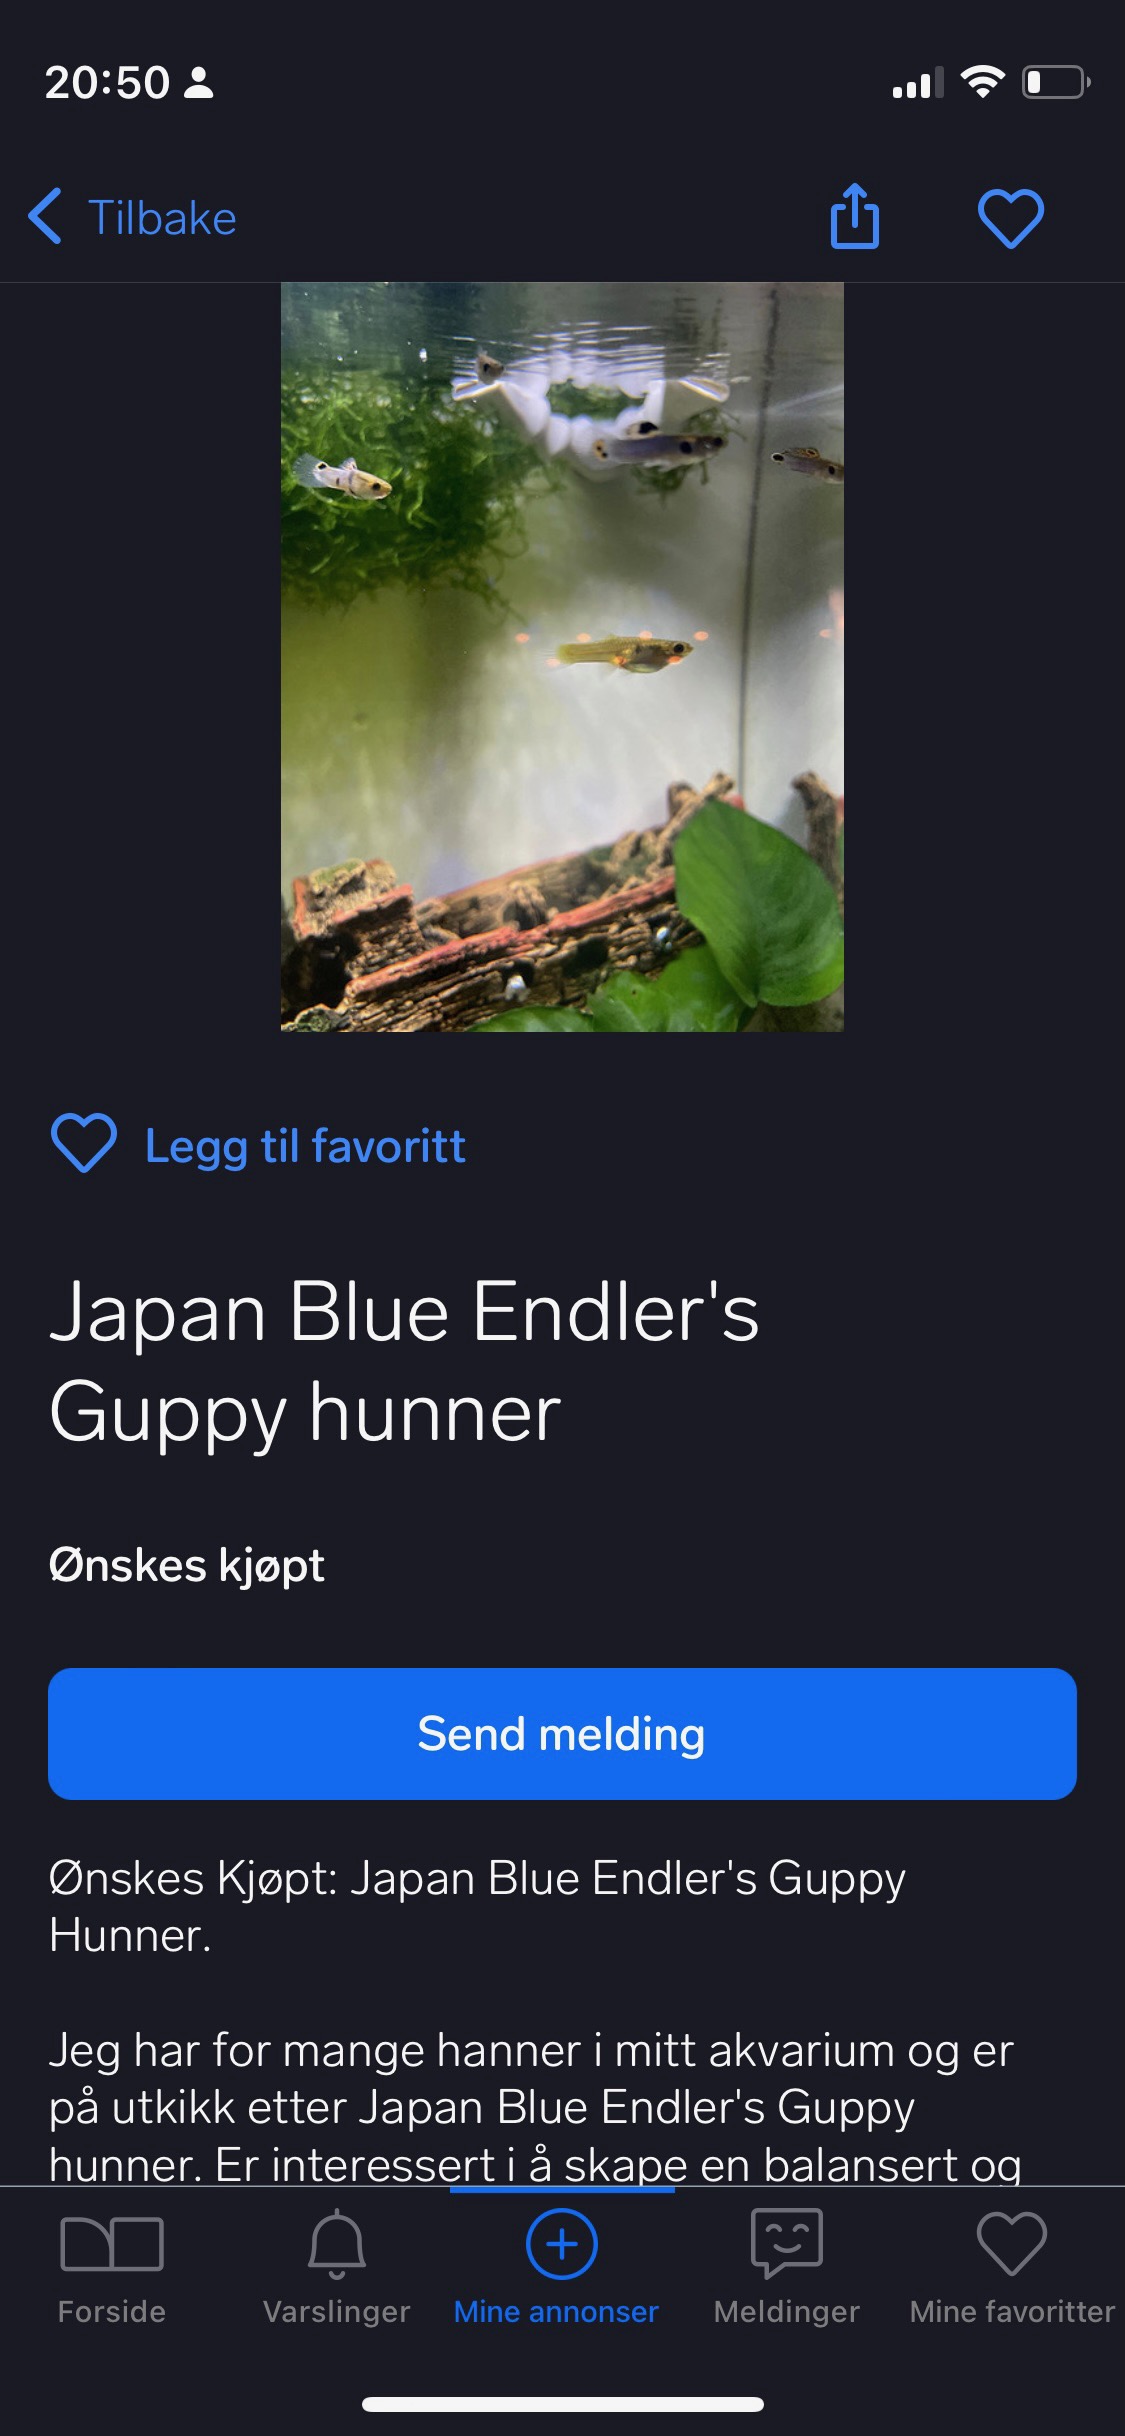 20:50
Tilbake
Legg til favoritt
Japan Blue Endler's
Guppy hunner
Ønskes kjøpt
Send melding
Ønskes Kjøpt: Japan Blue Endler's Guppy
Hunner.
Jeg har for mange hanner i mitt akvarium og er
på utkikk etter Japan Blue Endler's Guppy
hunner. Er interessert i å skape en balansert og
Forside
Varslinger
Mine annonser
Meldinger
Mine favoritter